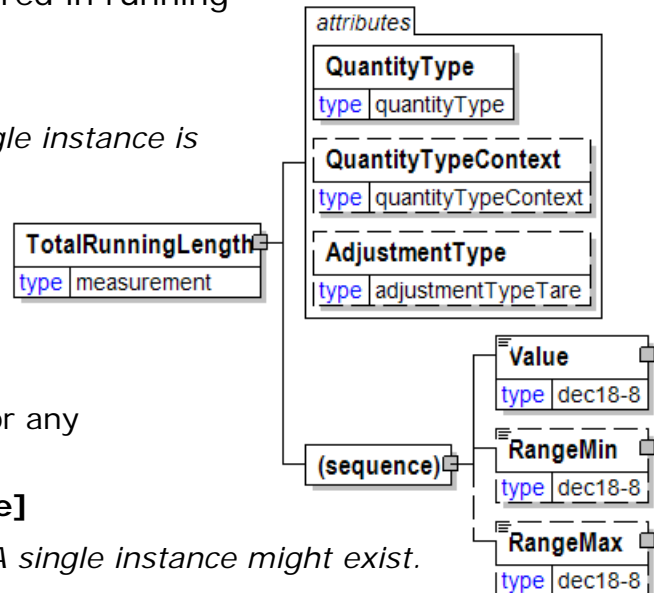 red in running
gle instance is
or any
e]
A single instance might exist.
TotalRunningLength
type measurement
attributes
QuantityType
type quantityType
QuantityTypeContext
type quantityTypeContext
AdjustmentType
type adjustmentTypeTare
(sequence)
Value
type dec18-8
RangeMin
type dec18-8
RangeMax
type dec18-8